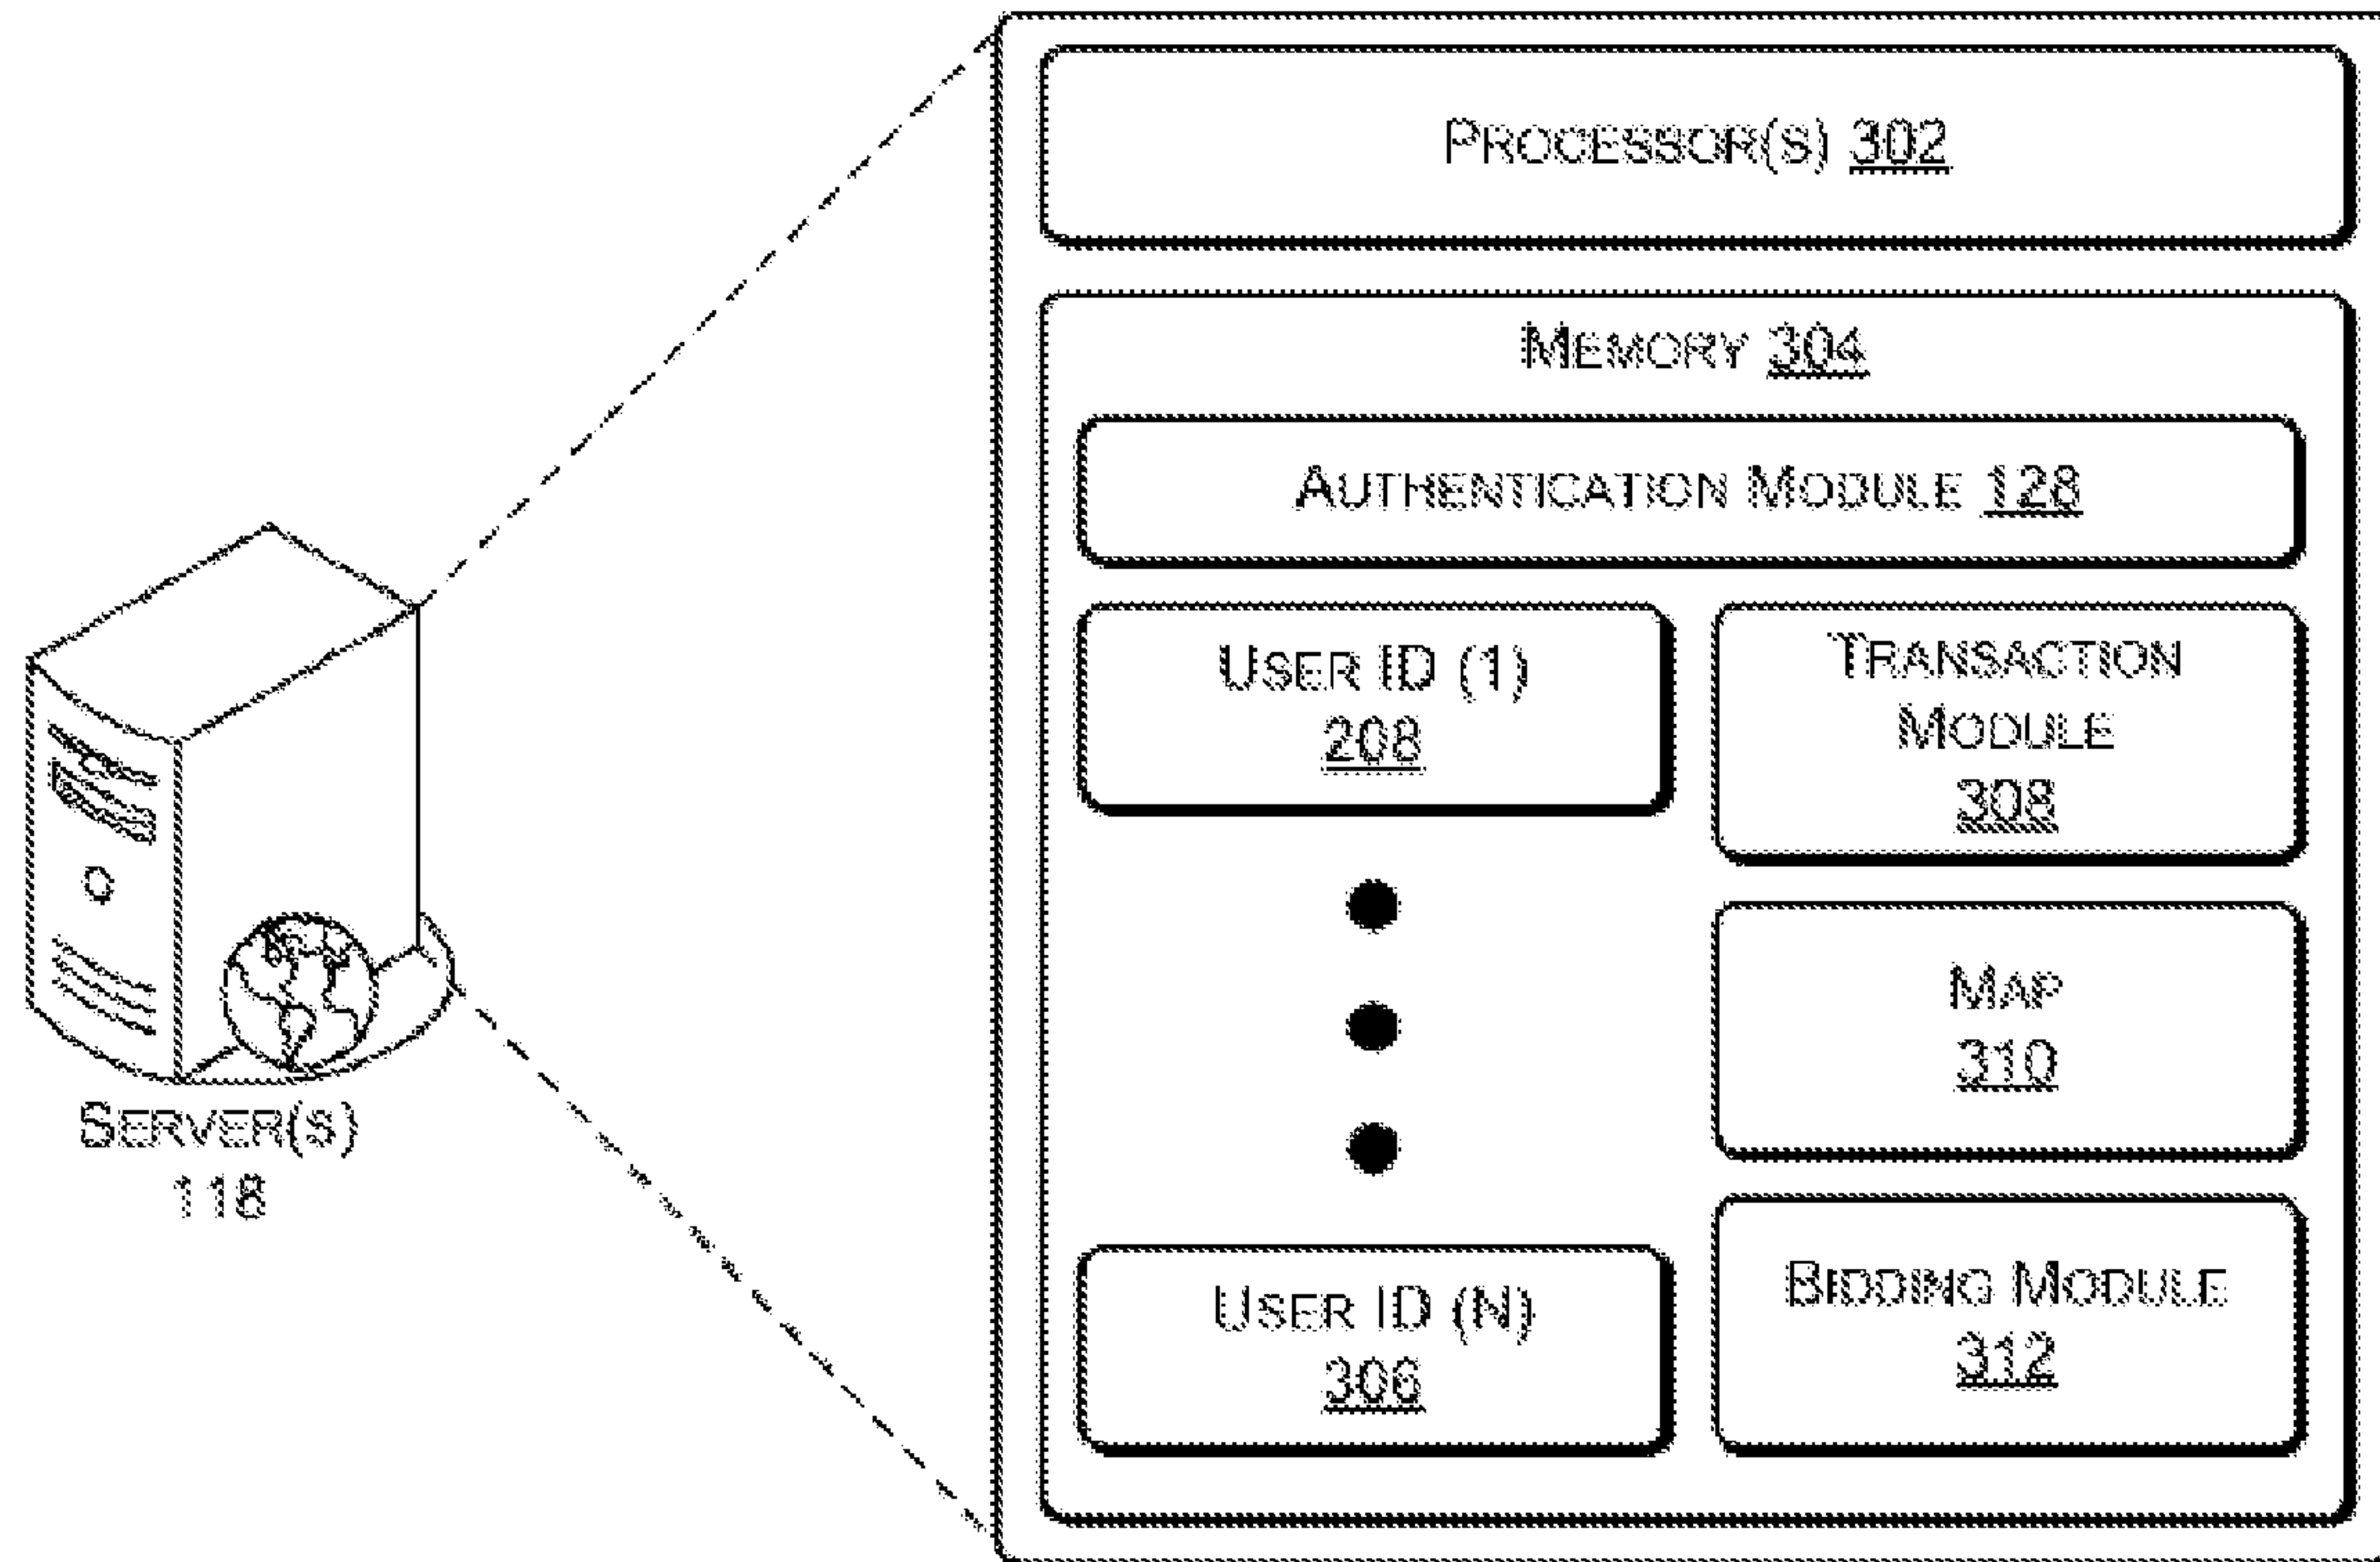 PROCESSOR(S) 302
MEMORY 304
AUTHENTICATION MODULE 128
USER ID (1)
208
TRANSACTION
MODULE
308
MAP
310
USER ID (N)
306
BIDDING MODULE
312
SERVER(S)
118